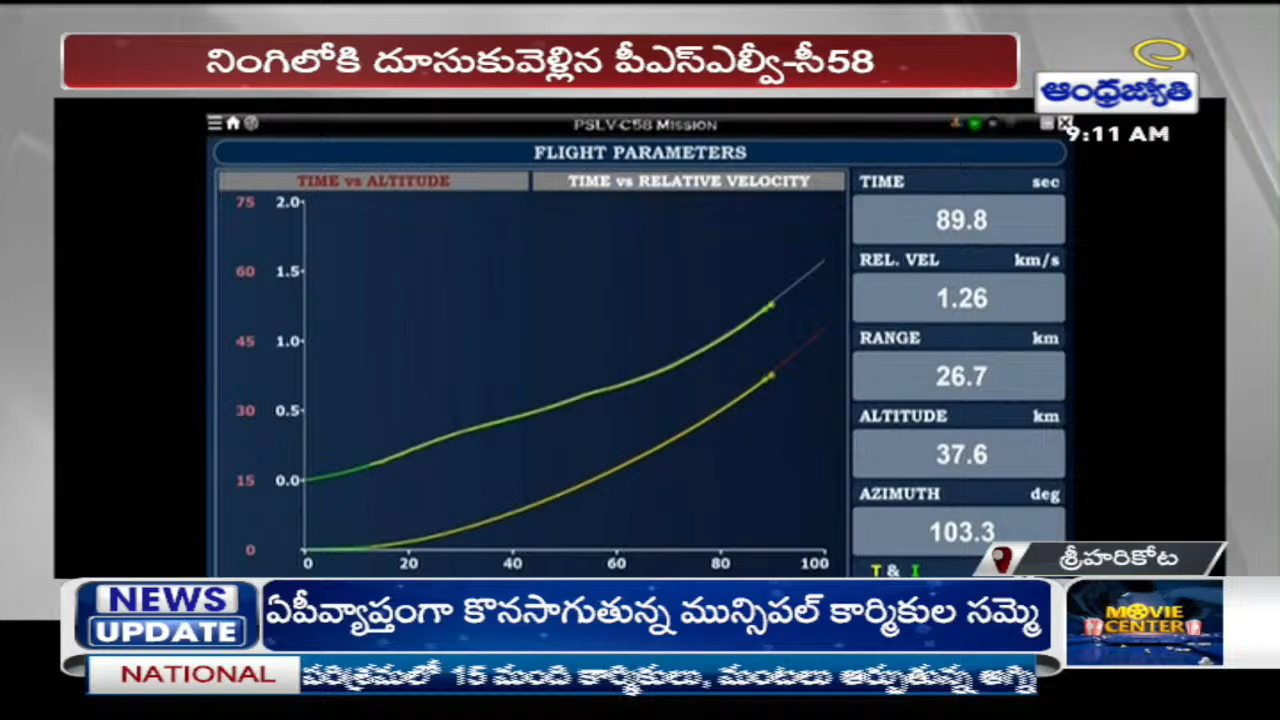 నింగిలోకి దూసుకువెళ్లిన పీఎస్ఎల్వీ-సీ58
ఆంధ్రజ్యోతి
9:11 AM
PSLV-C58 MISSION
FLIGHT PARAMETERS
TIME vs ALTITUDE TIME vs RELATIVE VELOCITY
75 2.0
60 1.5
45 1.0
30 0.5
15 0.0
0
0 20 40 60 80 100
TIME sec
89.8
REL. VEL km/s
1.26
RANGE km
26.7
ALTITUDE km
37.6
AZIMUTH deg
103.3
T & I
శ్రీహరికోట
NEWS UPDATE
ఏపీవ్యాప్తంగా కొనసాగుతున్న మున్సిపల్ కార్మికుల సమ్మె
MOVIE CENTER
NATIONAL
15 మంది కార్మికులు, మంటలు ఆర్పుతున్న